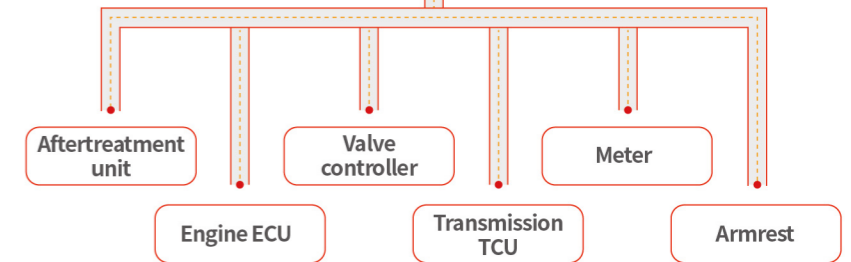 Aftertreatment
unit
Valve
controller
Meter
Engine ECU
Transmission
TCU
Armrest